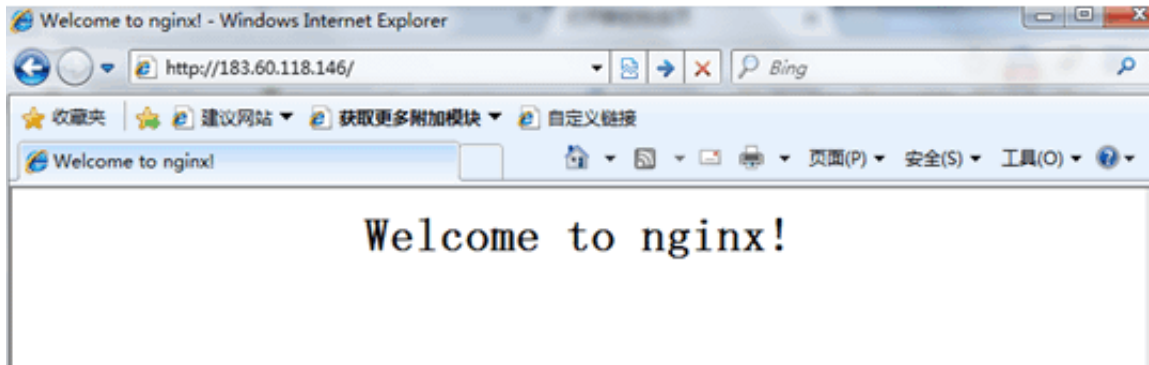 Welcome to nginx! - Windows Internet Explorer
http://183.60.118.146/ Bing
收藏夹 建议网站 获取更多附加模块 自定义链接
Welcome to nginx! 页面(P) 安全(S) 工具(O)
Welcome to nginx!